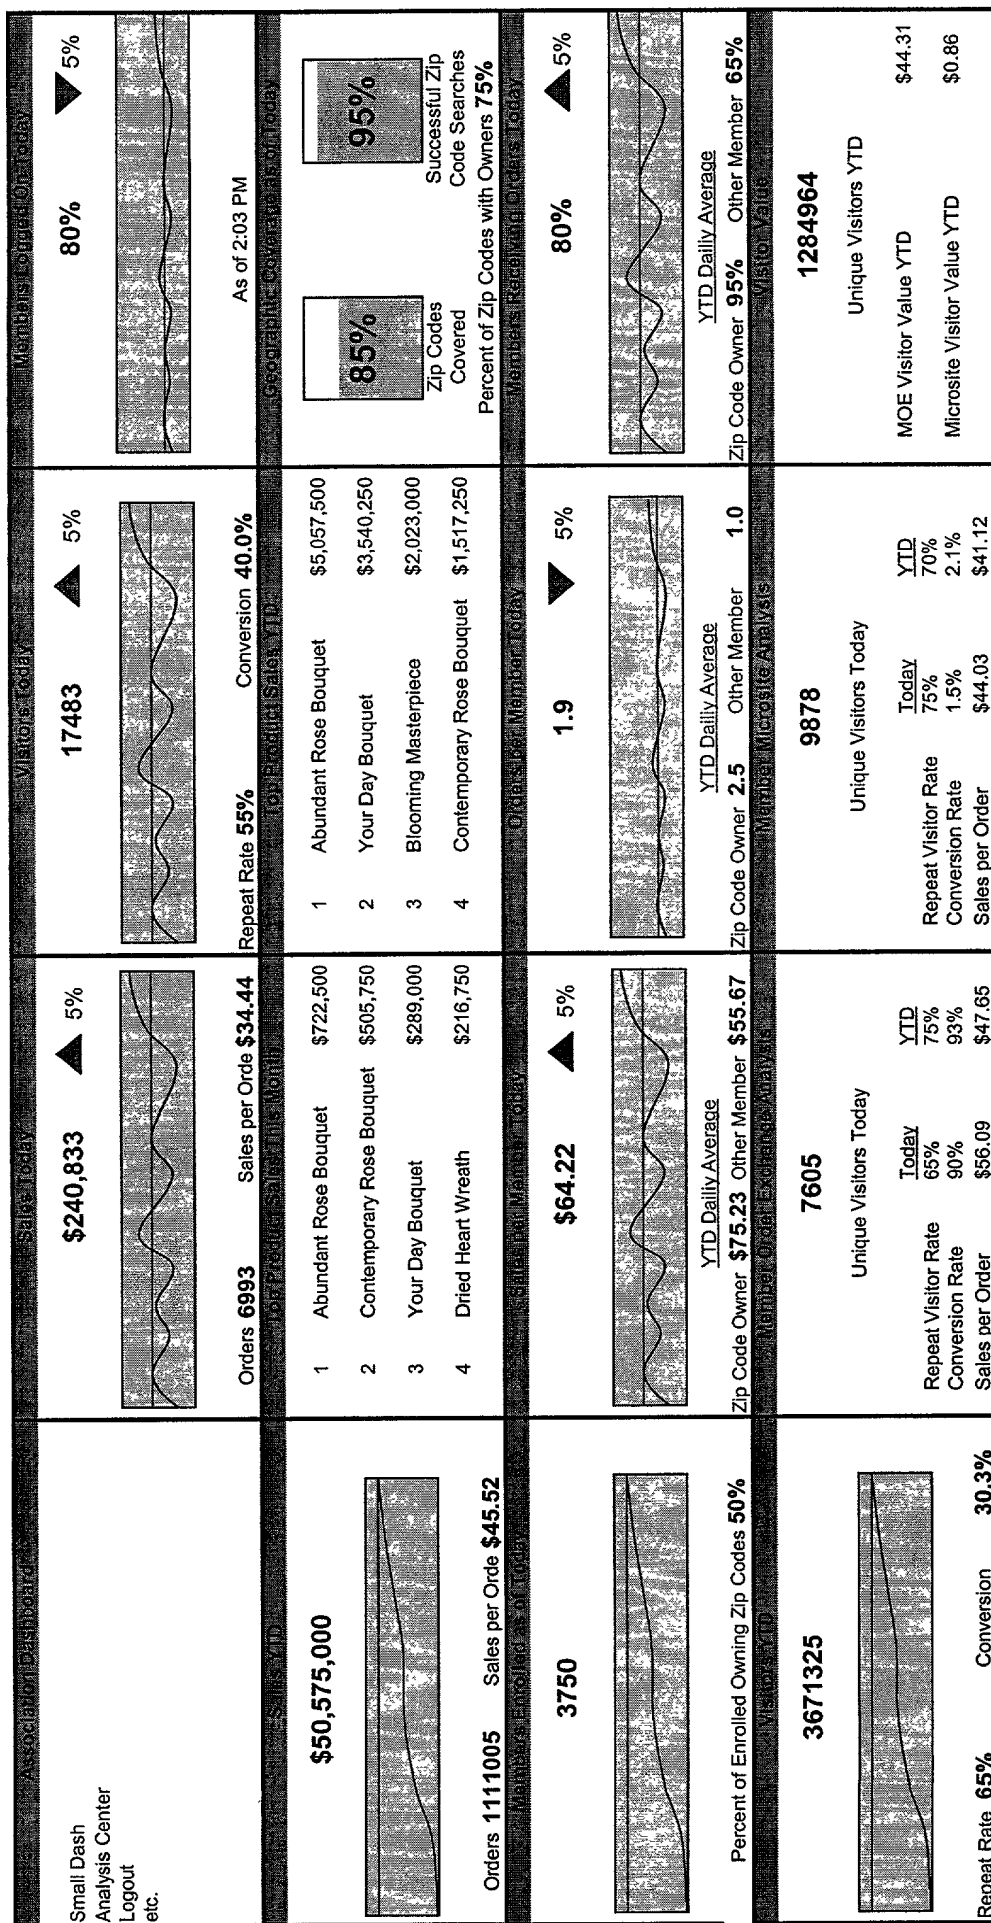 Association Dashboard
Small Dash
Analysis Center
Logout
etc.
Sales Today
$240,833 5%
Orders 6993 Sales per Orde $34.44
Visitors Today
17483 5%
Repeat Rate 55% Conversion 40.0%
Members Logged On Today
80% 5%
As of 2:03 PM
Sales YTD
$50,575,000
Orders 1111005 Sales per Orde $45.52
Top Product Sales This Month
1 Abundant Rose Bouquet $722,500
2 Contemporary Rose Bouquet $505,750
3 Your Day Bouquet $289,000
4 Dried Heart Wreath $216,750
Top Product Sales YTD
1 Abundant Rose Bouquet $5,057,500
2 Your Day Bouquet $3,540,250
3 Blooming Masterpiece $2,023,000
4 Contemporary Rose Bouquet $1,517,250
Geographic Coverage as of Today
85% 95%
Zip Codes Covered
Successful Zip Code Searches
Percent of Zip Codes with Owners 75%
Members Enrolled as of Today
3750
Percent of Enrolled Owning Zip Codes 50%
Sales per Member Today
$64.22 5%
YTD Dailly Average
Zip Code Owner $75.23 Other Member $55.67
Orders per Member Today
1.9 5%
YTD Dailly Average
Zip Code Owner 2.5 Other Member 1.0
Members Receiving Orders Today
80% 5%
YTD Dailly Average
Zip Code Owner 95% Other Member 65%
Visitors YTD
3671325
Repeat Rate 65% Conversion 30.3%
Member Order Exchange Analysis
7605
Unique Visitors Today
Today YTD
Repeat Visitor Rate 65% 75%
Conversion Rate 90% 93%
Sales per Order $56.09 $47.65
Member Microsite Analysis
9878
Unique Visitors Today
Today YTD
Repeat Visitor Rate 75% 70%
Conversion Rate 1.5% 2.1%
Sales per Order $44.03 $41.12
Visitor Value
1284964
Unique Visitors YTD
MOE Visitor Value YTD $44.31
Microsite Visitor Value YTD $0.86